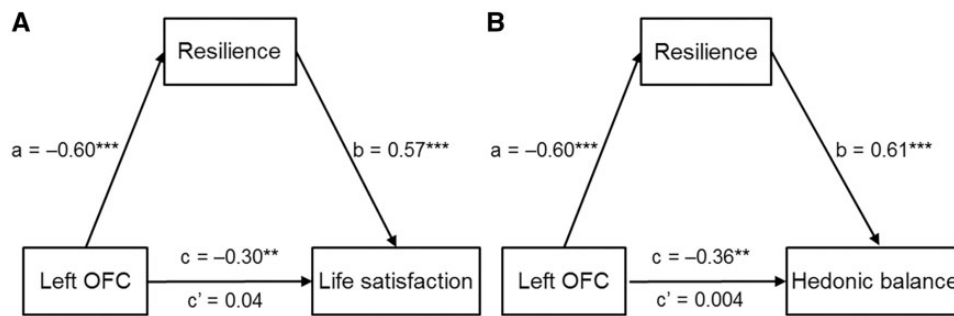 A
Resilience
a = –0.60***
b = 0.57***
Left OFC
c = –0.30**
c' = 0.04
Life satisfaction
B
Resilience
a = –0.60***
b = 0.61***
Left OFC
c = –0.36**
c' = 0.004
Hedonic balance